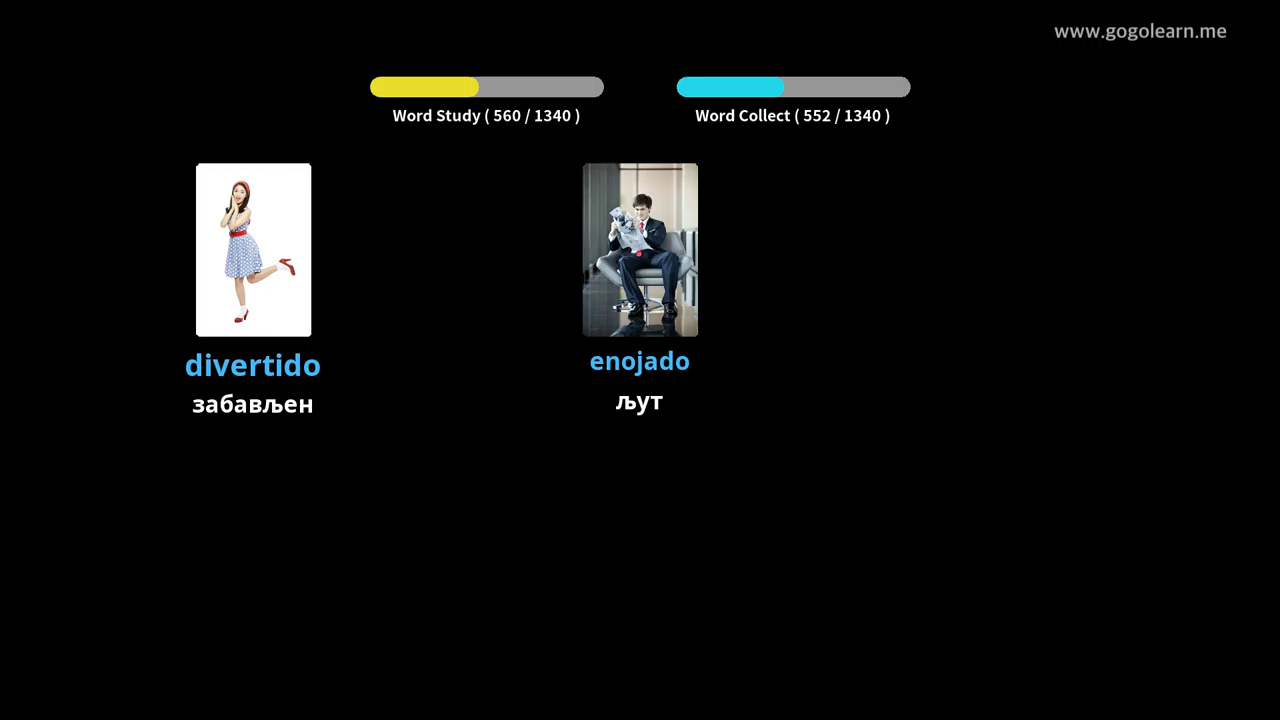 www.gogolearn.me
Word Study ( 560 / 1340 )
Word Collect ( 552 / 1340 )
divertido
забављен
enojado
љут